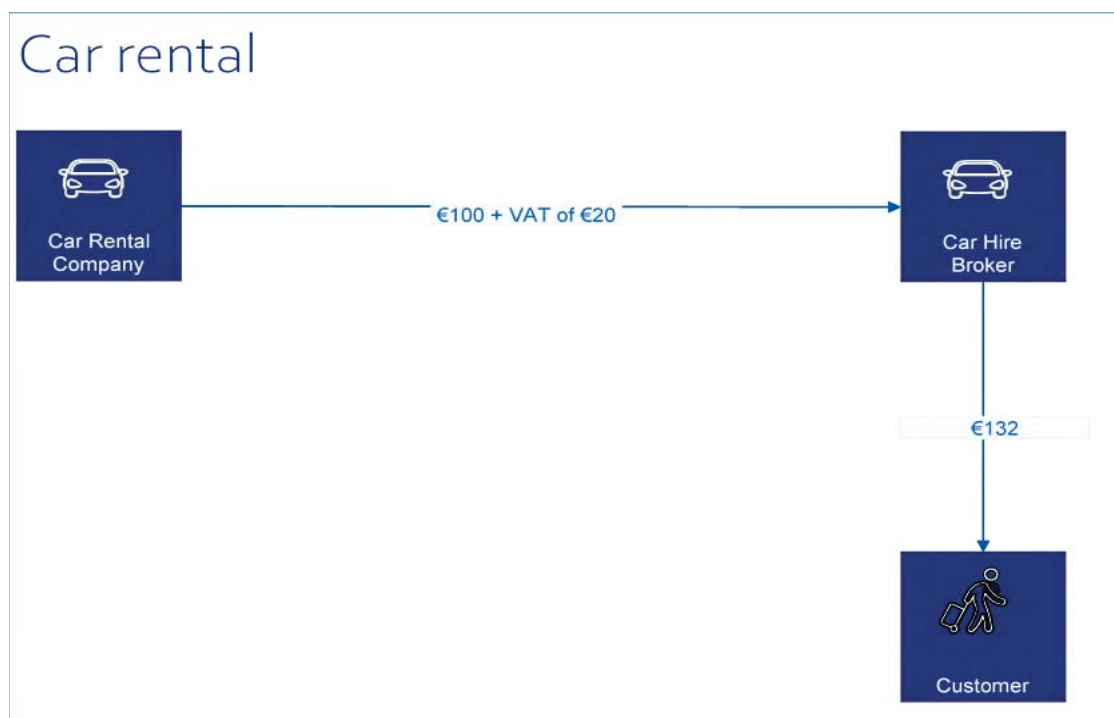 Car rental
Car Rental
Company
€100 + VAT of €20
Car Hire
Broker
€132
Customer